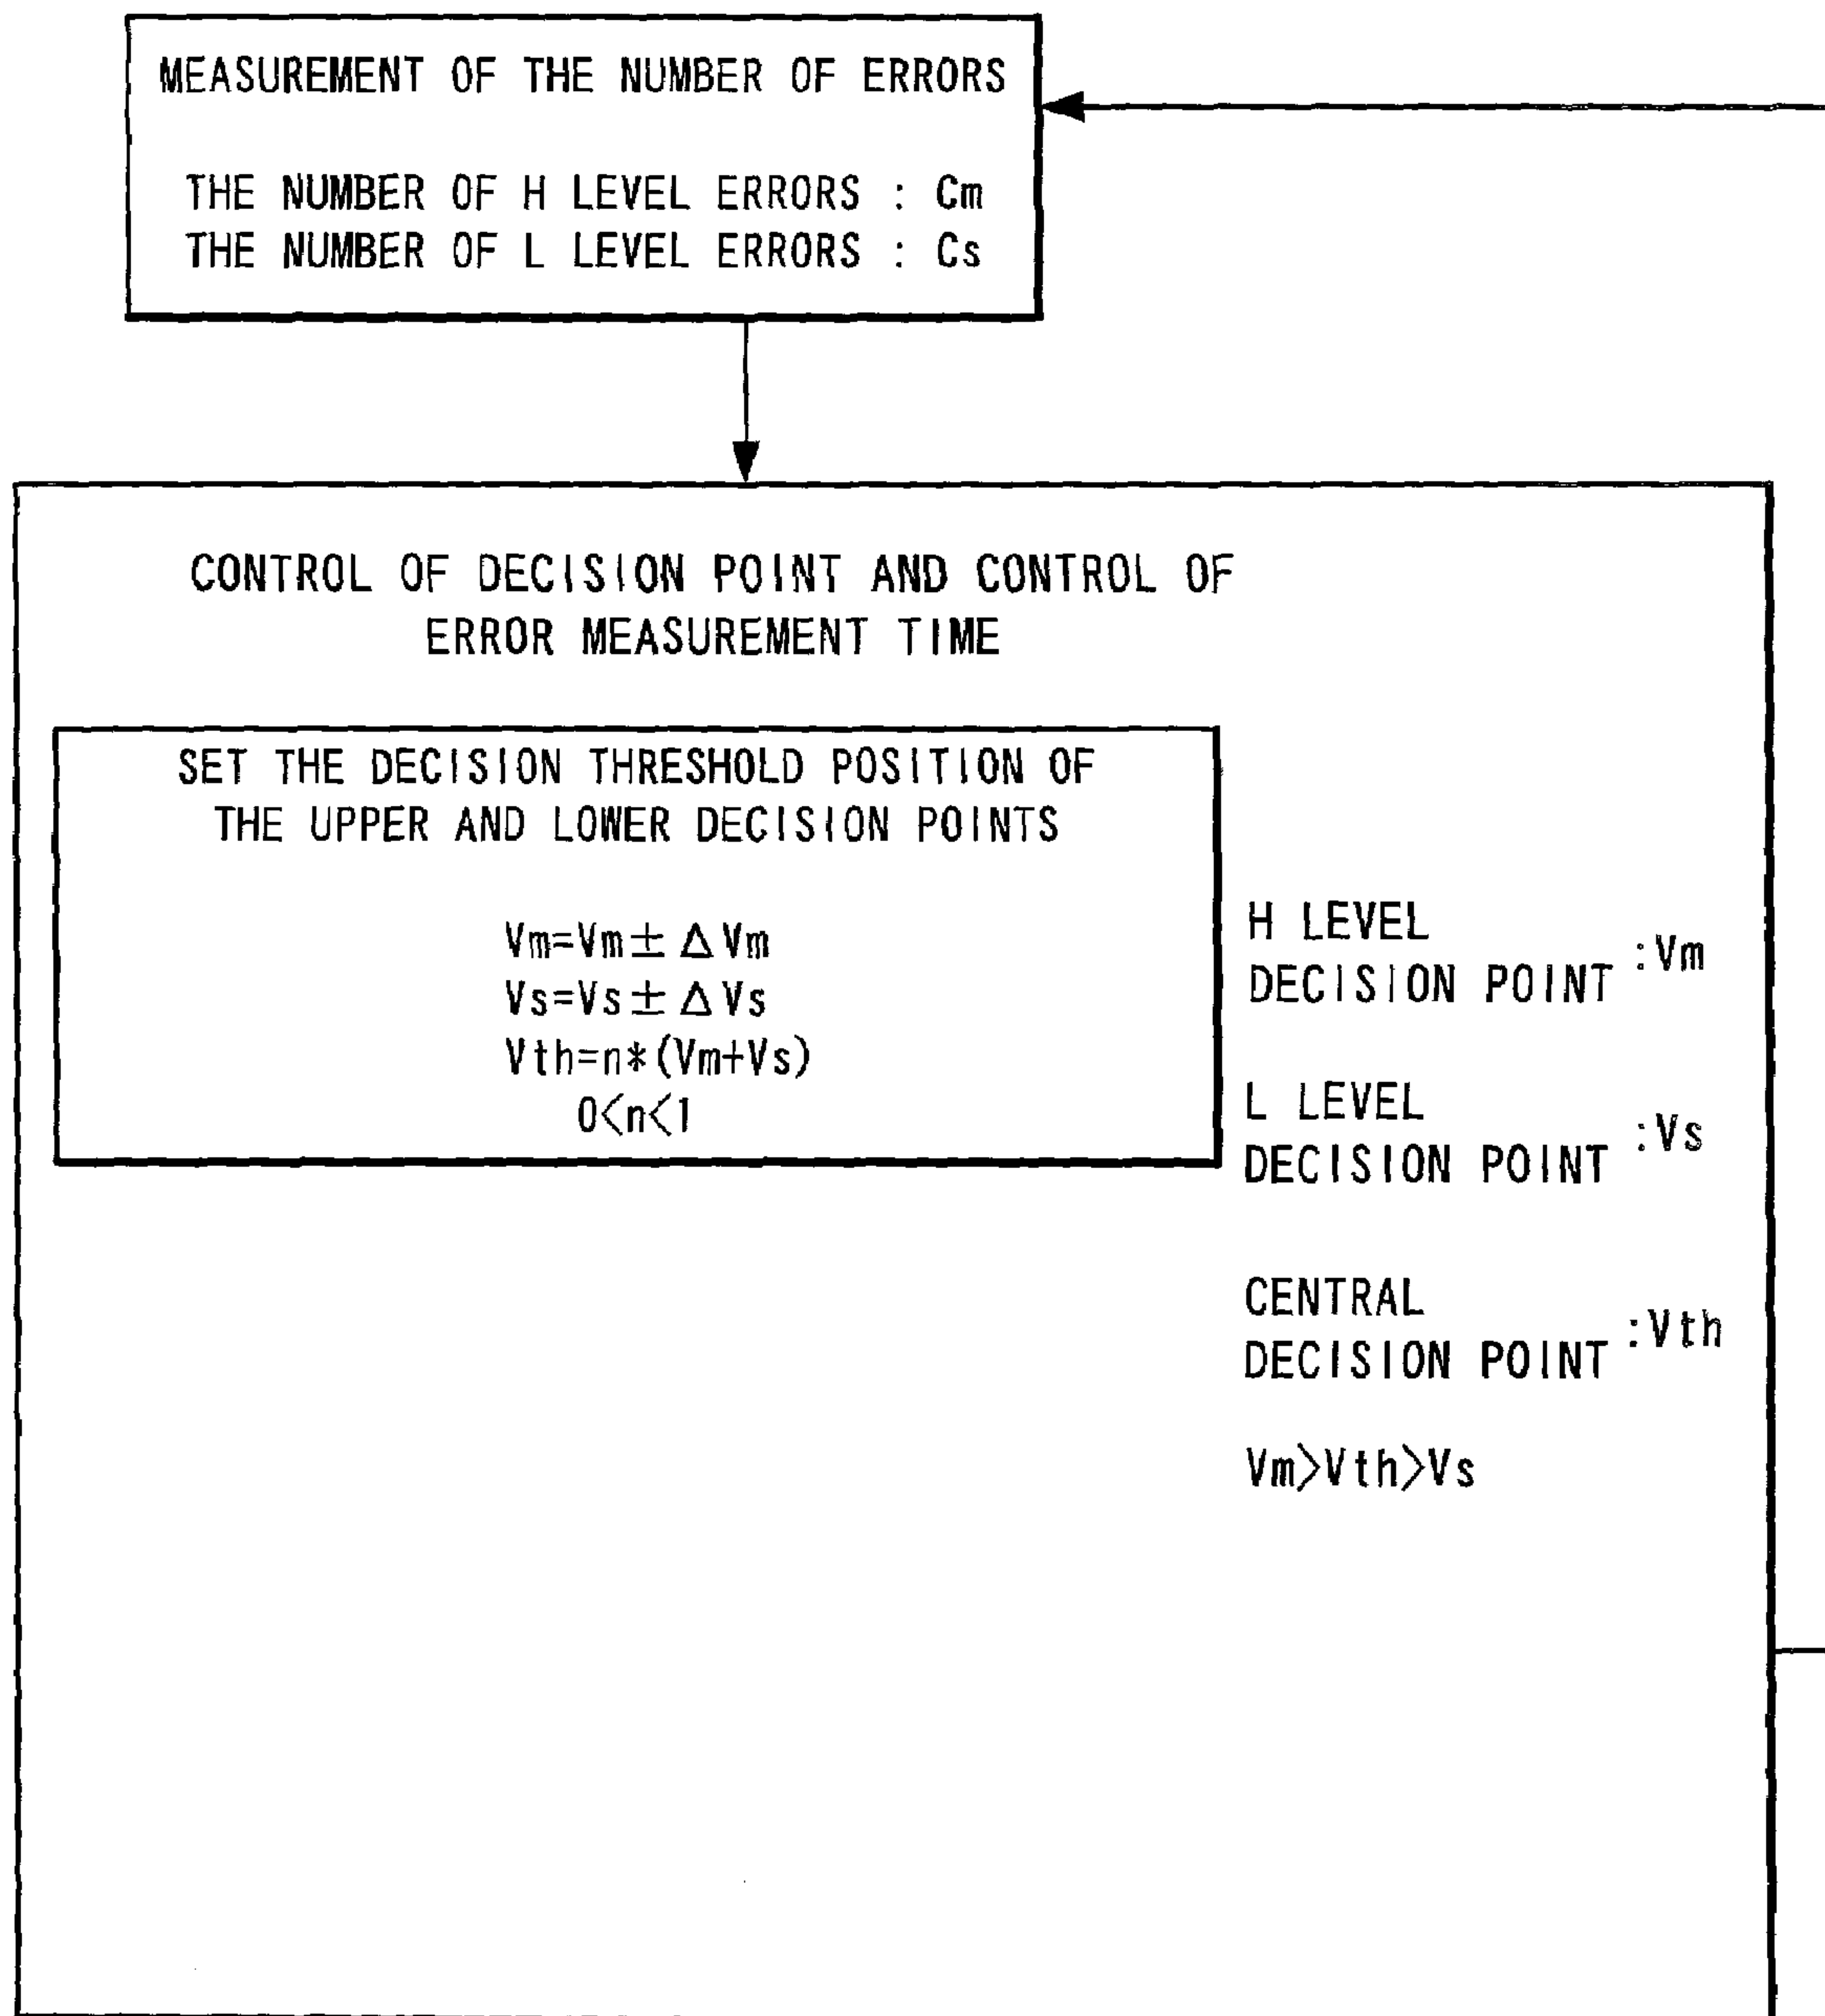 MEASUREMENT OF THE NUMBER OF ERRORS
THE NUMBER OF H LEVEL ERRORS : Cm
THE NUMBER OF L LEVEL ERRORS : Cs
CONTROL OF DECISION POINT AND CONTROL OF
ERROR MEASUREMENT TIME
SET THE DECISION THRESHOLD POSITION OF
THE UPPER AND LOWER DECISION POINTS
Vm=Vm±ΔVm
Vs=Vs±ΔVs
Vth=n*(Vm+Vs)
0<n<1
H LEVEL
DECISION POINT :Vm
L LEVEL
DECISION POINT :Vs
CENTRAL
DECISION POINT :Vth
Vm>Vth>Vs